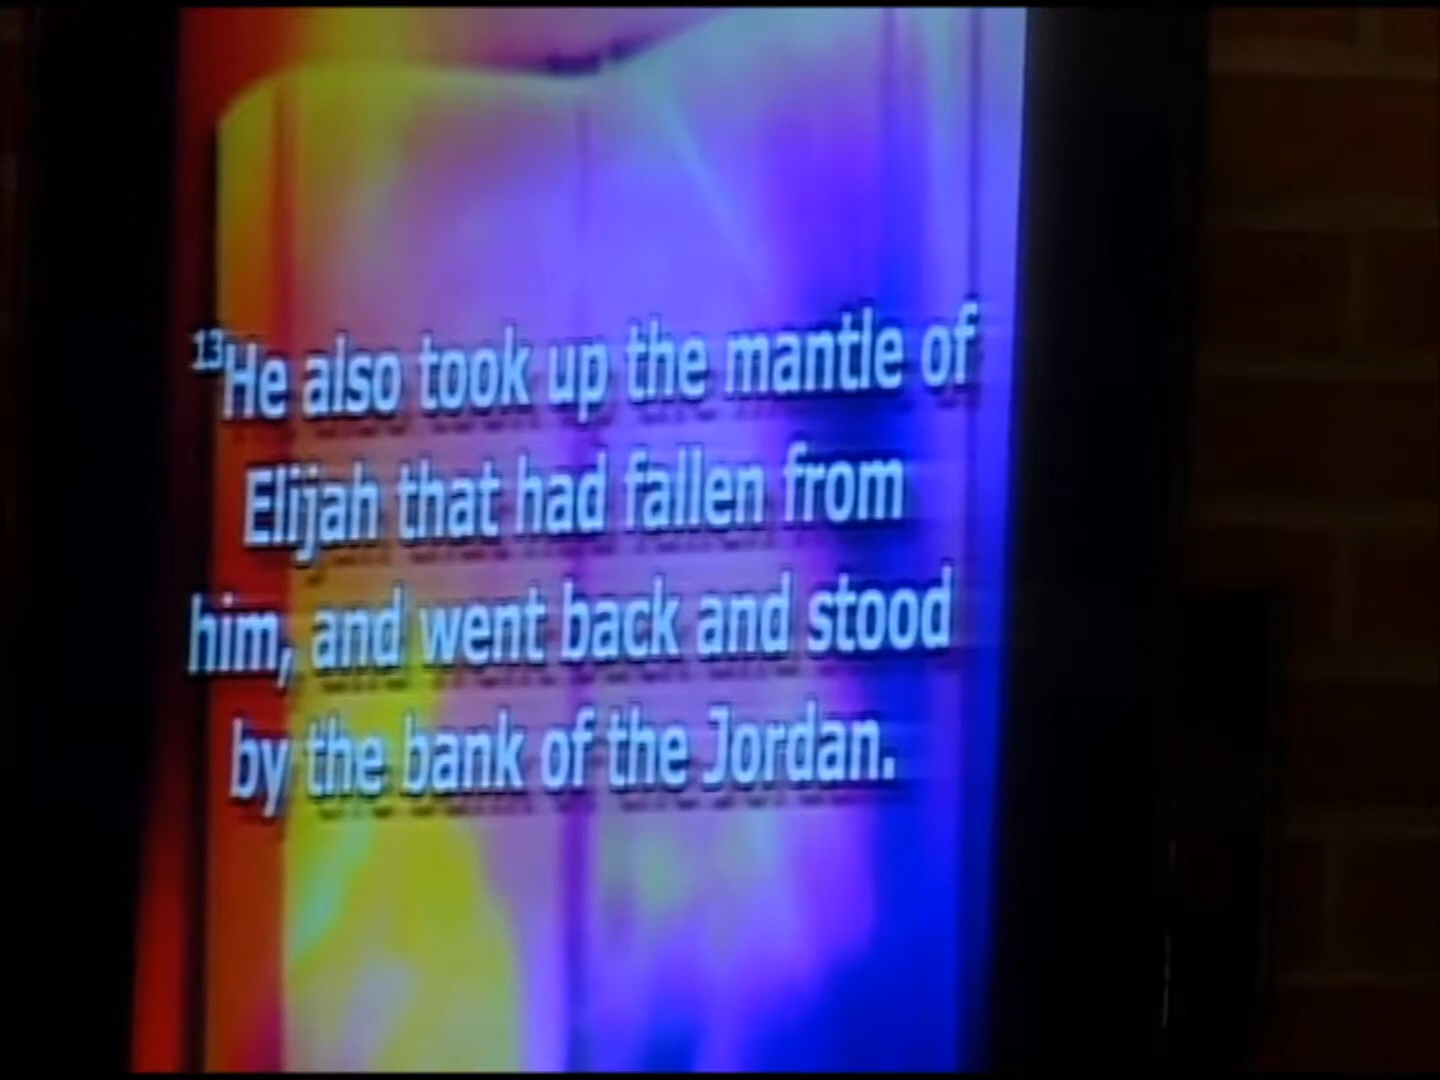 13He also took up the mantle of
Elijah that had fallen from
him, and went back and stood
by the bank of the Jordan.